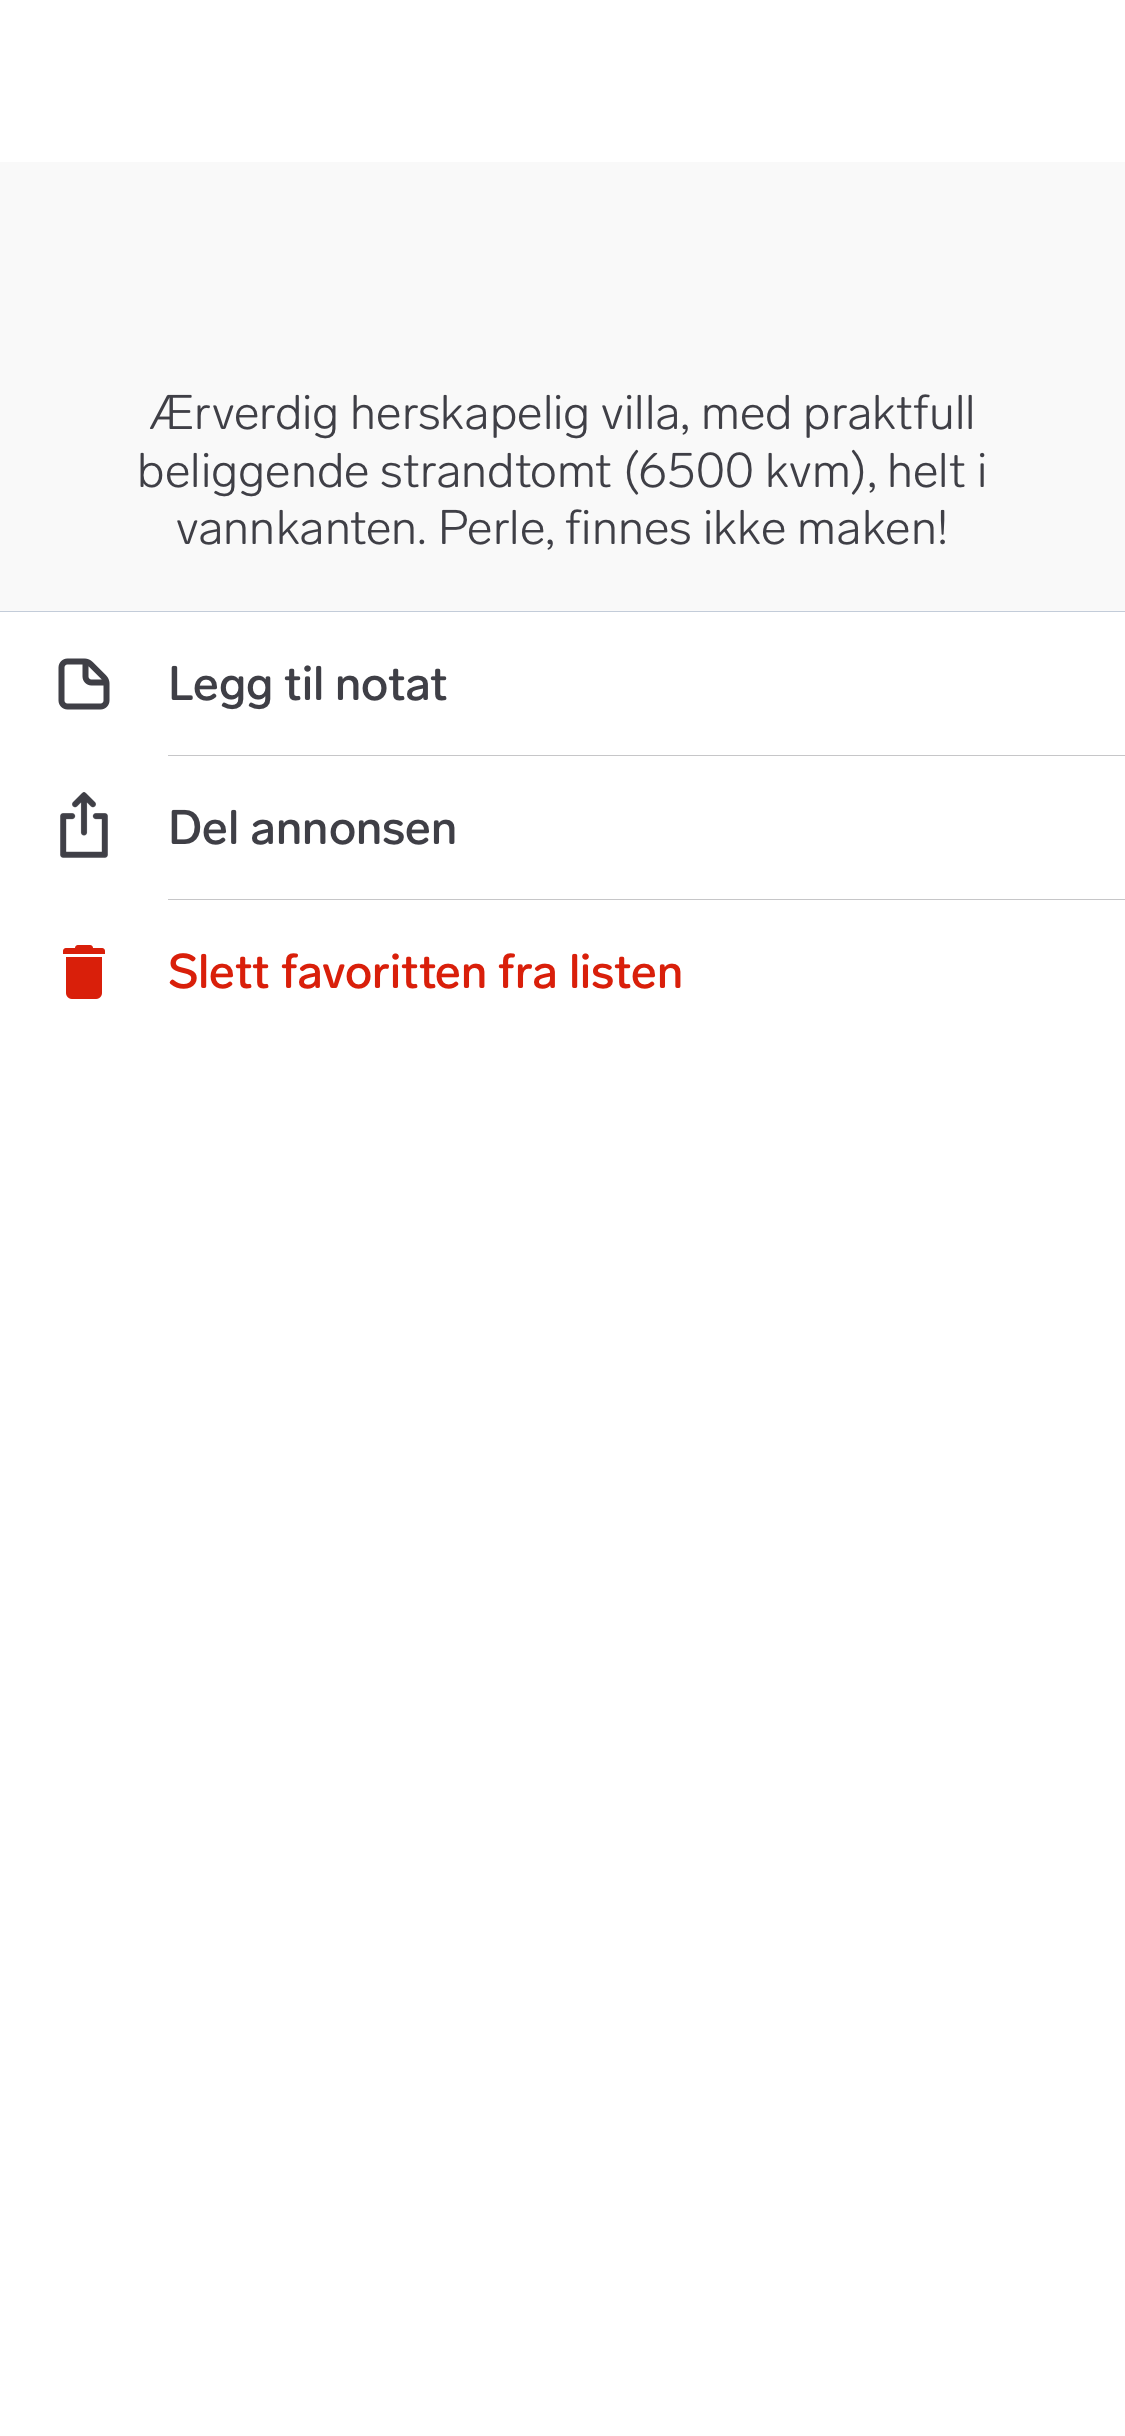 Ærverdig herskapelig villa, med praktfull
beliggende strandtomt (6500 kvm), helt i
vannkanten. Perle, finnes ikke maken!
Legg til notat
Del annonsen
Slett favoritten fra listen